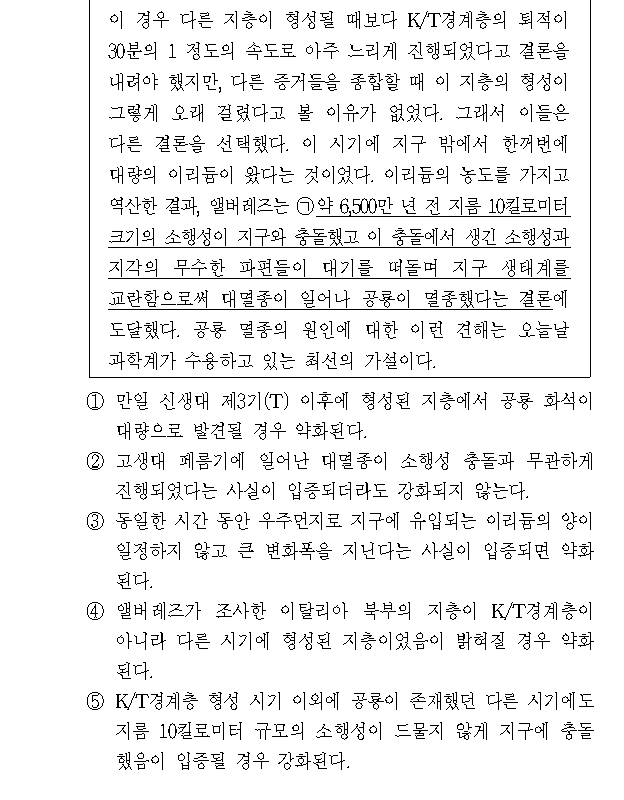 이 경우 다른 지층이 형성될 때보다 K/T경계층의 퇴적이
30분의 1 정도의 속도로 아주 느리게 진행되었다고 결론을
내려야 했지만, 다른 증거들을 종합할 때 이 지층의 형성이
그렇게 오래 걸렸다고 볼 이유가 없었다. 그래서 이들은
다른 결론을 선택했다. 이 시기에 지구 밖에서 한꺼번에
대량의 이리듐이 왔다는 것이었다. 이리듐의 농도를 가지고
역산한 결과, 앨버레즈는 ㉠약 6,500만 년 전 지름 10킬로미터
크기의 소행성이 지구와 충돌했고 이 충돌에서 생긴 소행성과
지각의 무수한 파편들이 대기를 떠돌며 지구 생태계를
교란함으로써 대멸종이 일어나 공룡이 멸종했다는 결론에
도달했다. 공룡 멸종의 원인에 대한 이런 견해는 오늘날
과학계가 수용하고 있는 최선의 가설이다.
① 만일 신생대 제3기(T) 이후에 형성된 지층에서 공룡 화석이
대량으로 발견될 경우 약화된다.
② 고생대 페름기에 일어난 대멸종이 소행성 충돌과 무관하게
진행되었다는 사실이 입증되더라도 강화되지 않는다.
③ 동일한 시간 동안 우주먼지로 지구에 유입되는 이리듐의 양이
일정하지 않고 큰 변화폭을 지닌다는 사실이 입증되면 약화
된다.
④ 앨버레즈가 조사한 이탈리아 북부의 지층이 K/T경계층이
아니라 다른 시기에 형성된 지층이었음이 밝혀질 경우 약화
된다.
⑤ K/T경계층 형성 시기 이외에 공룡이 존재했던 다른 시기에도
지름 10킬로미터 규모의 소행성이 드물지 않게 지구에 충돌
했음이 입증될 경우 강화된다.